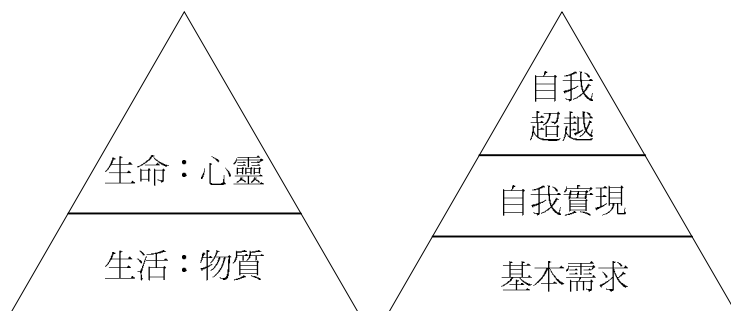 生命：心靈
生活：物質
自我
超越
自我實現
基本需求